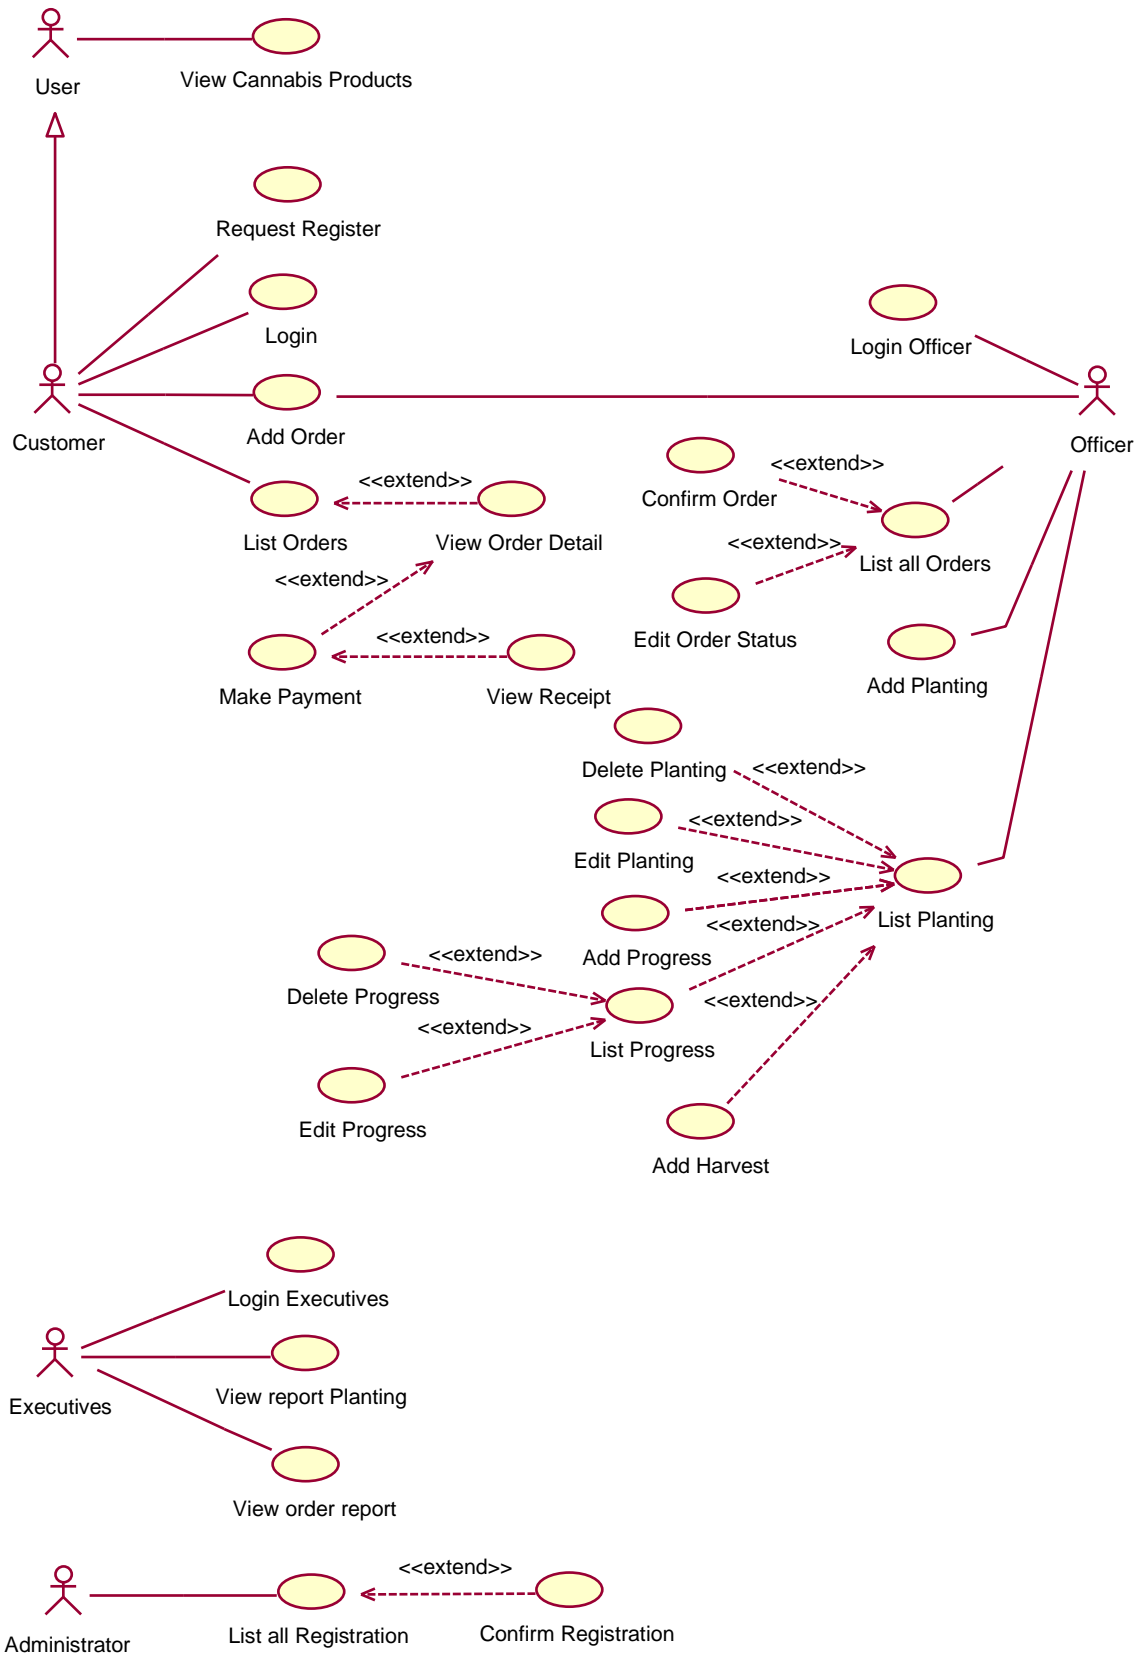 User
View Cannabis Products
Request Register
Login
Login Officer
Customer
Add Order
Officer
<<extend>>
<<extend>>
Confirm Order
List Orders
View Order Detail
<<extend>>
List all Orders
<<extend>>
<<extend>>
Edit Order Status
Make Payment
View Receipt
Add Planting
Delete Planting
<<extend>>
<<extend>>
Edit Planting
<<extend>>
List Planting
<<extend>>
Add Progress
<<extend>>
Delete Progress
<<extend>>
<<extend>>
List Progress
Edit Progress
Add Harvest
Login Executives
View report Planting
Executives
View order report
<<extend>>
Administrator
List all Registration
Confirm Registration